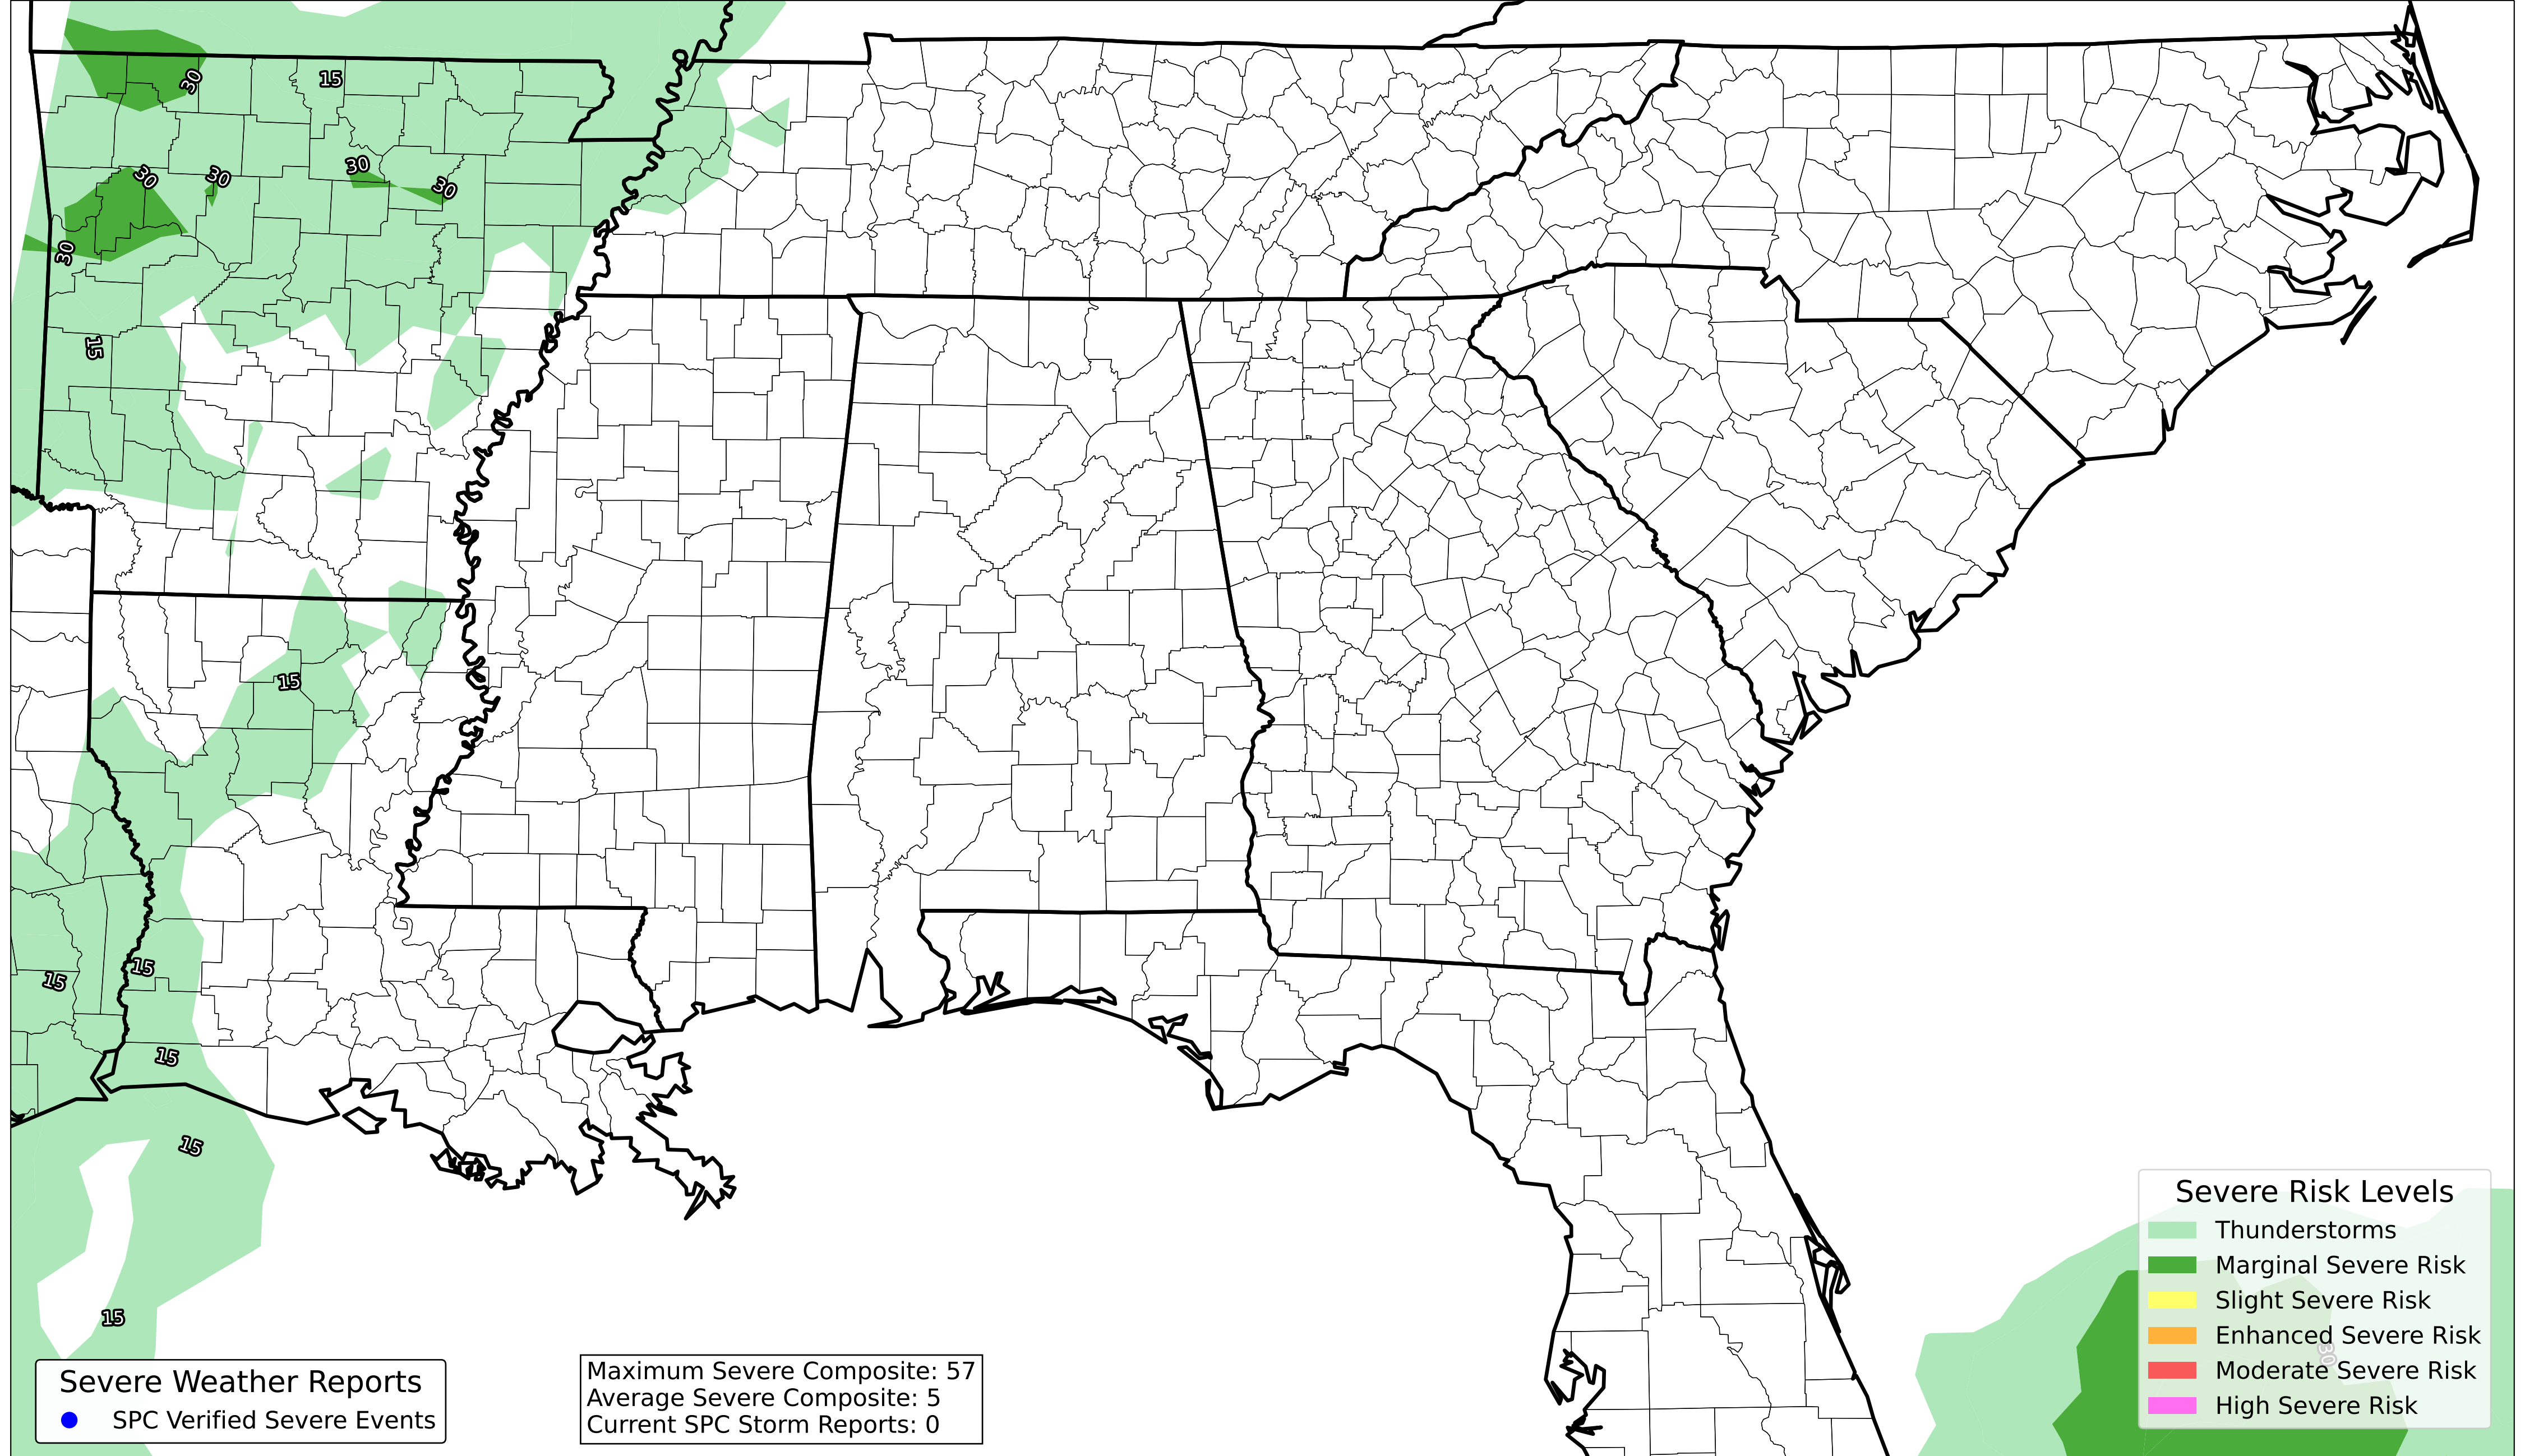 15
30
30
30
30
30
30
15
15
15
15
15
15
15
Severe Risk Levels
Thunderstorms
Marginal Severe Risk
Slight Severe Risk
Enhanced Severe Risk
Moderate Severe Risk
High Severe Risk
30
Severe Weather Reports
SPC Verified Severe Events
Maximum Severe Composite: 57
Average Severe Composite: 5
Current SPC Storm Reports: 0